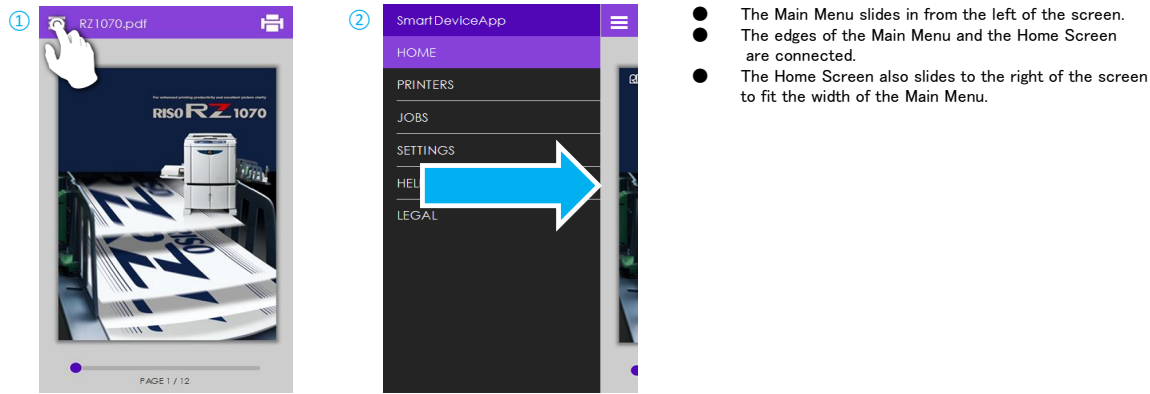 ①
RZ1070.pdf
For enhanced printing productivity and excellent picture clarity
RISO RZ 1070
RISO
PAGE 1 / 12
②
SmartDeviceApp
HOME
PRINTERS
JOBS
SETTINGS
HEL
LEGAL
● The Main Menu slides in from the left of the screen.
● The edges of the Main Menu and the Home Screen
are connected.
● The Home Screen also slides to the right of the screen
to fit the width of the Main Menu.